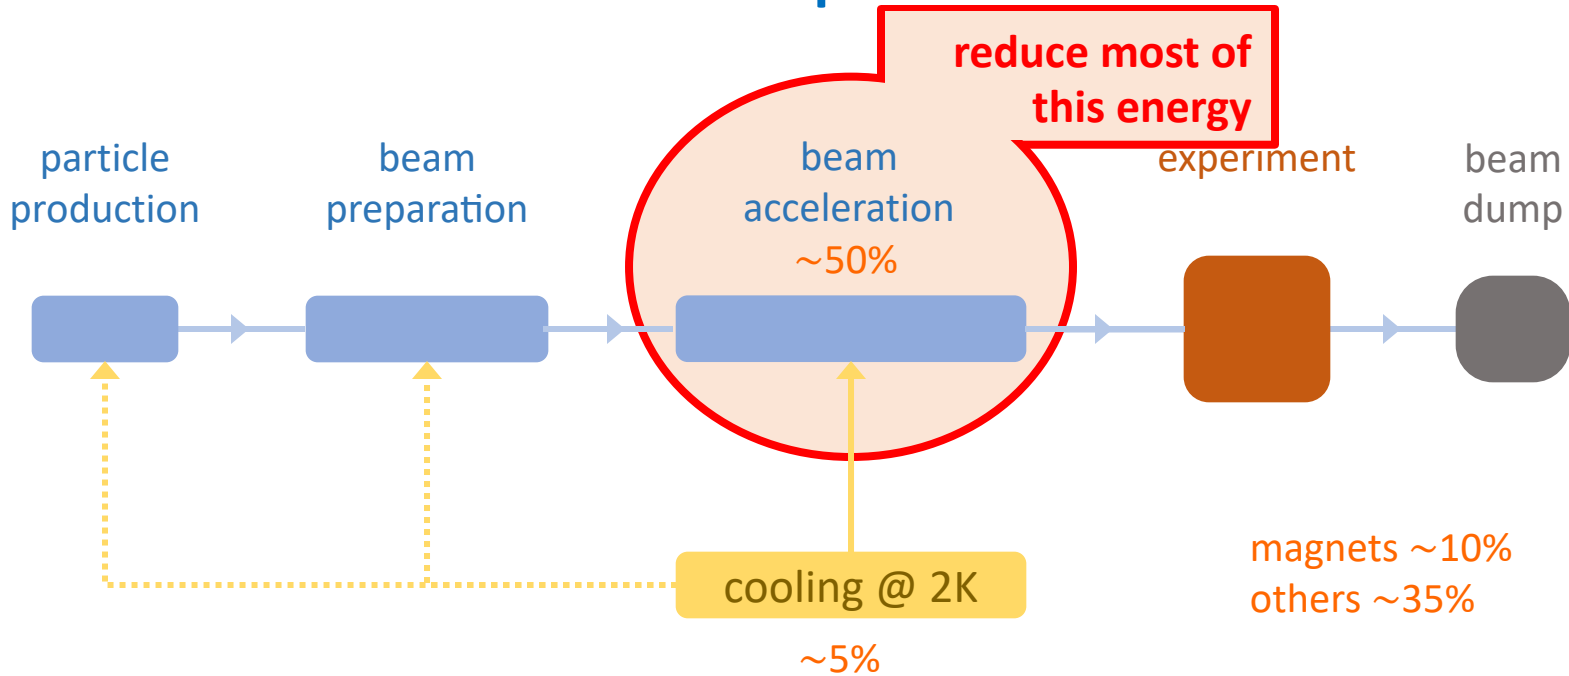 reduce most of
this energy
particle
production
beam
preparation
beam
acceleration
~50%
experiment
beam
dump
cooling @ 2K
~5%
magnets ~10%
others ~35%